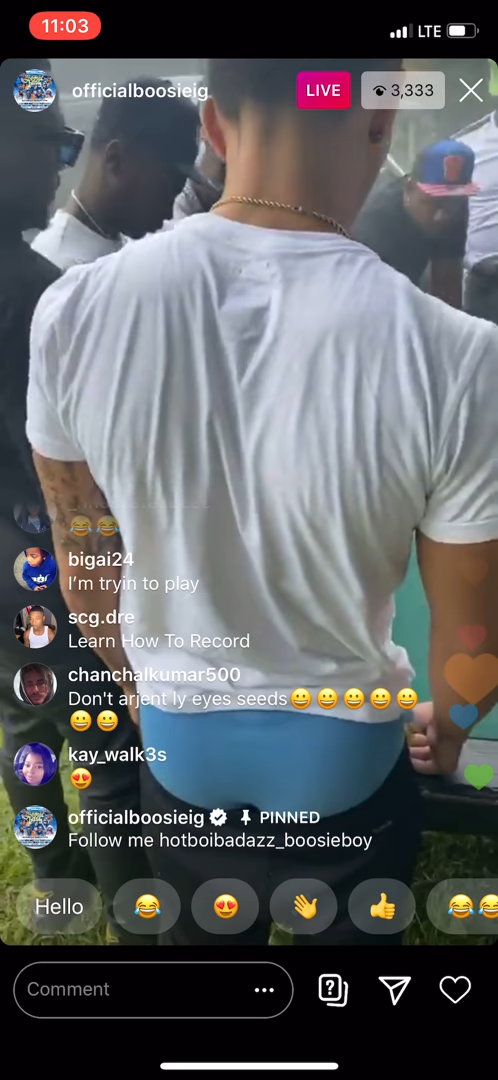 11:03
LTE
officialboosieig
LIVE
3,333
😂😂
bigai24
I'm tryin to play
scg.dre
Learn How To Record
chanchalkumar500
Don't arjent ly eyes seeds😀😀😀😀😀
😀😀
kay_walk3s
😍
officialboosieig PINNED
Follow me hotboibadazz_boosieboy
Hello 😂 😍 👋 👍 😂😂
Comment ...